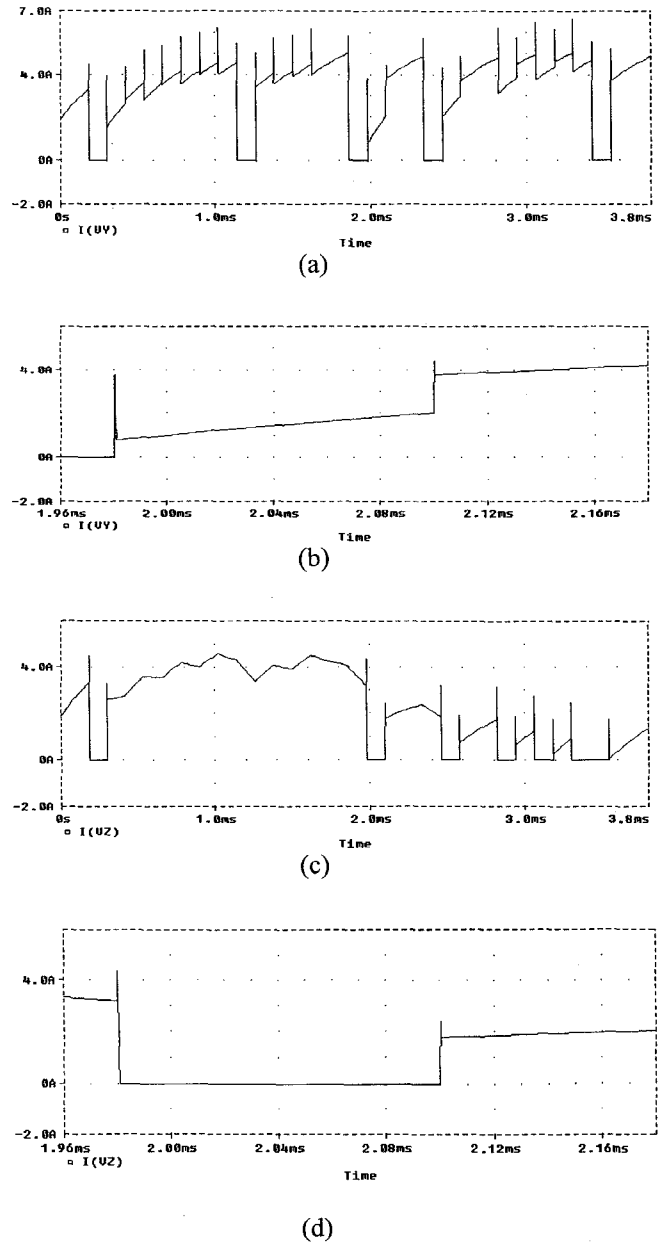 7.0A
4.0A
0A
-2.0A
0s 1.0ms 2.0ms 3.0ms 3.8ms
▫ I(VY)
Time
(a)
4.0A
0A
-2.0A
1.96ms 2.00ms 2.04ms 2.08ms 2.12ms 2.16ms
▫ I(VY)
Time
(b)
4.0A
0A
-2.0A
0s 1.0ms 2.0ms 3.0ms 3.8ms
▫ I(VZ)
Time
(c)
4.0A
0A
-2.0A
1.96ms 2.00ms 2.04ms 2.08ms 2.12ms 2.16ms
▫ I(VZ)
Time
(d)